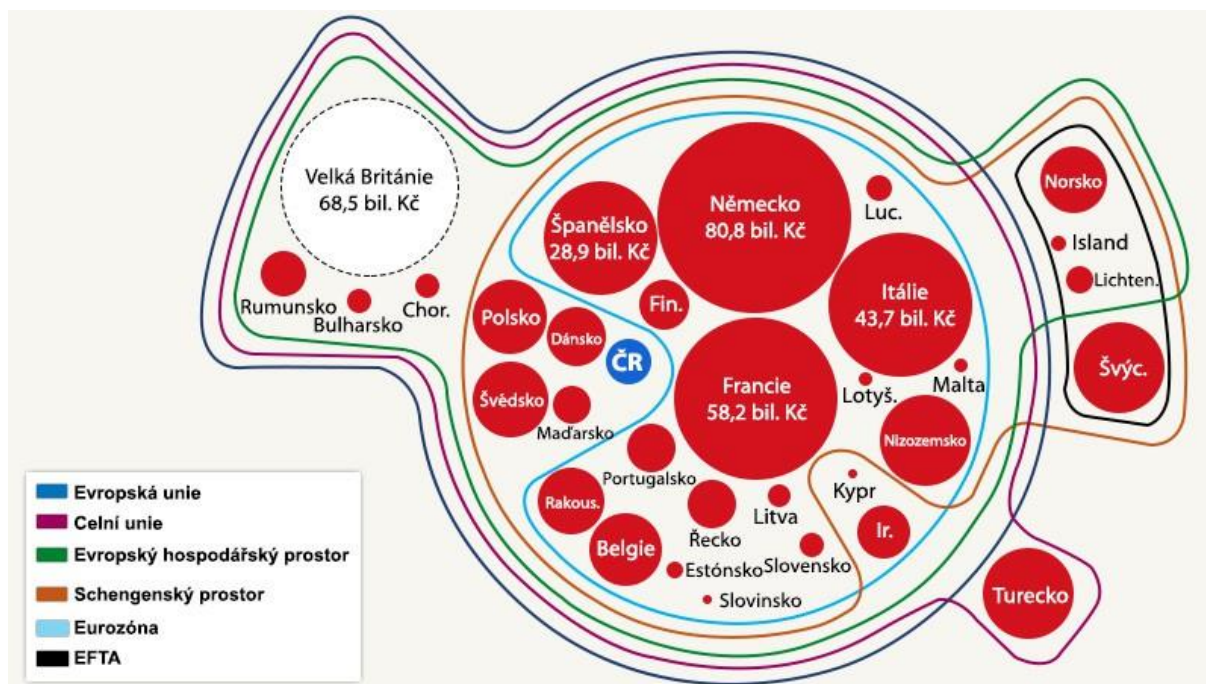 Velká Británie
68,5 bil. Kč
Rumunsko
Bulharsko
Chor.
Španělsko
28,9 bil. Kč
Německo
80,8 bil. Kč
Luc.
Itálie
43,7 bil. Kč
Fin.
Polsko
Dánsko
ČR
Švédsko
Maďarsko
Francie
58,2 bil. Kč
Lotyš.
Malta
Nizozemsko
Portugalsko
Rakous.
Belgie
Řecko
Litva
Kypr
Ir.
Estónsko
Slovensko
Slovinsko
Norsko
Island
Lichten.
Švýc.
Turecko
Evropská unie
Celní unie
Evropský hospodářský prostor
Schengenský prostor
Eurozóna
EFTA